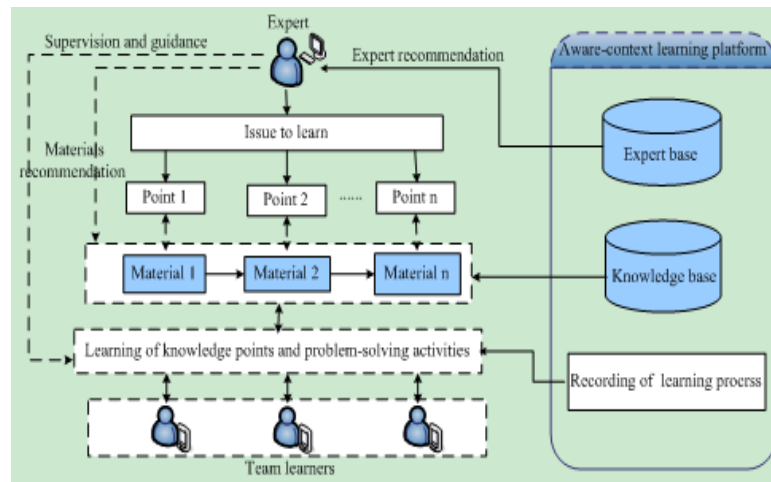 Expert
Supervision and guidance
Expert recommendation
Aware-context learning platform
Issue to learn
Expert base
Materials
recommendation
Point 1
Point 2
......
Point n
Material 1
Material 2
Material n
Knowledge base
Learning of knowledge points and problem-solving activities
Recording of learning procrss
Team learners